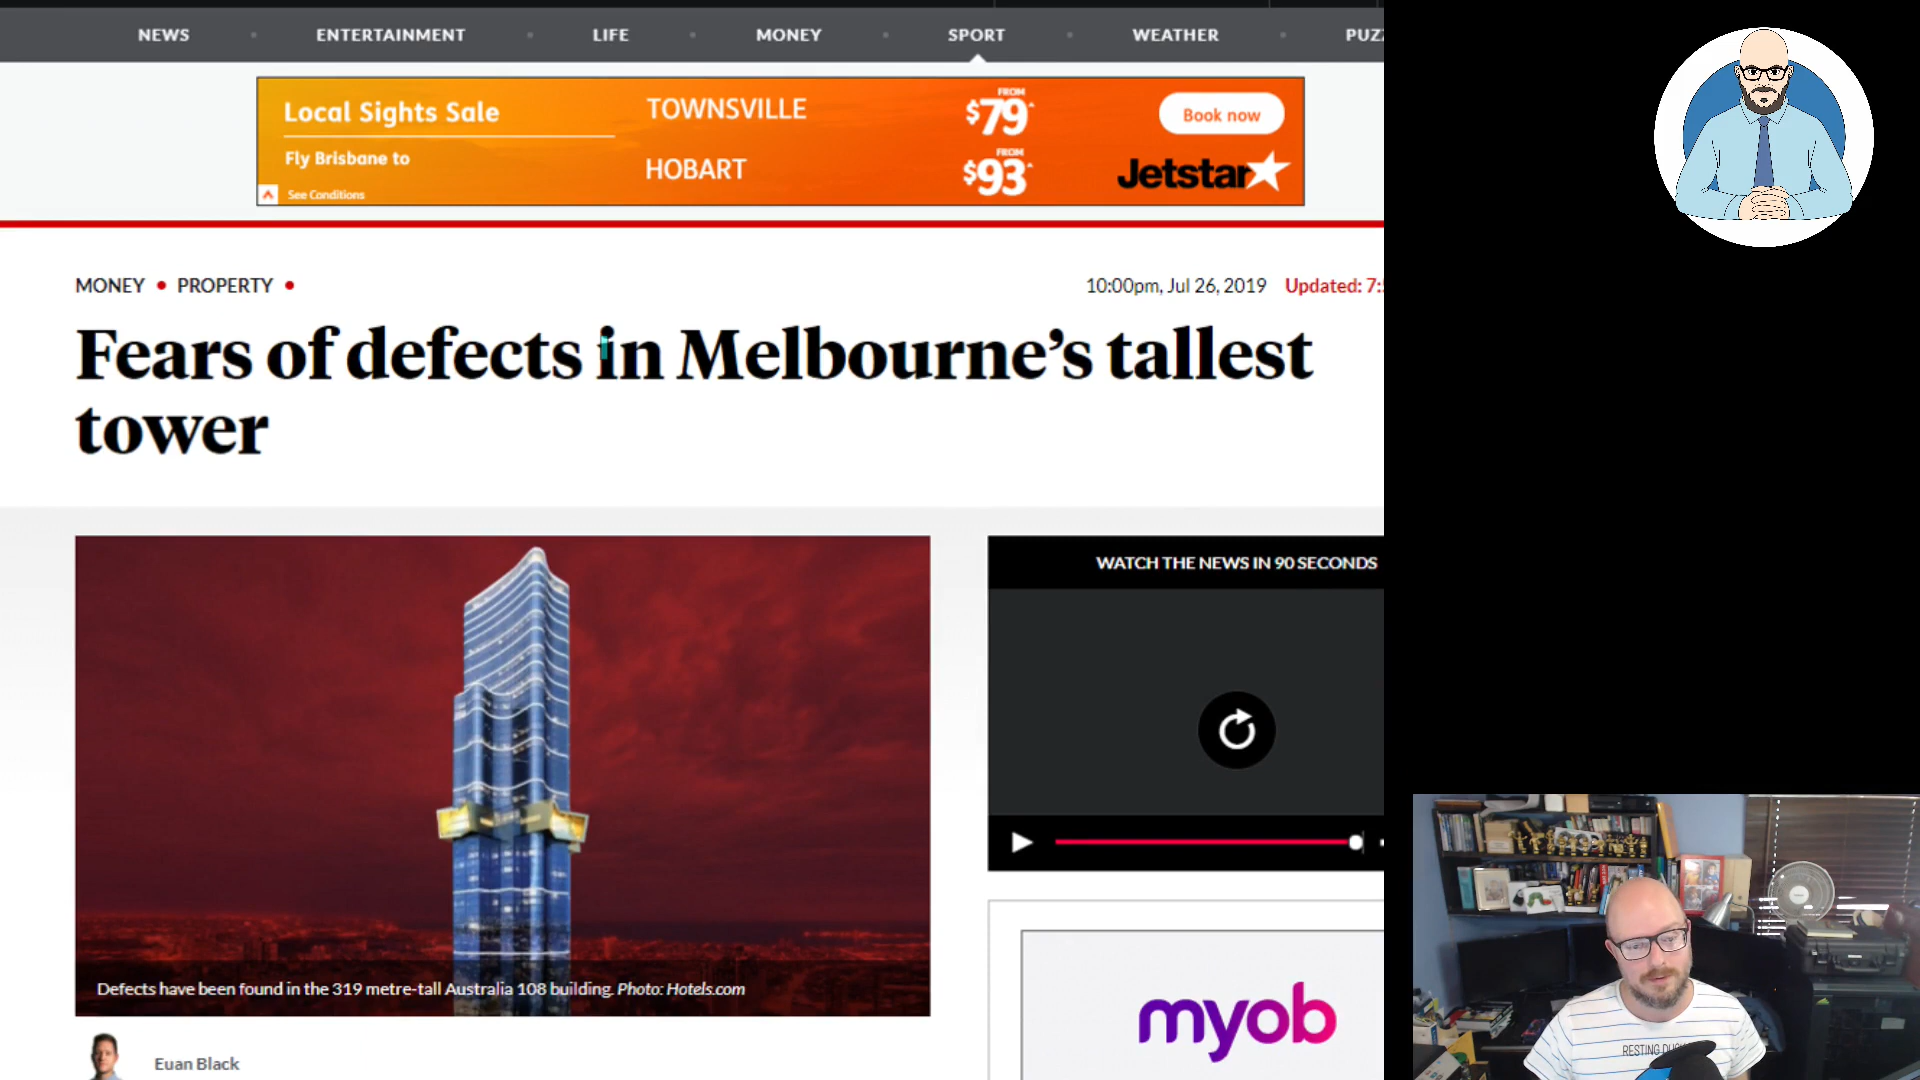 NEWS
ENTERTAINMENT
LIFE
MONEY
SPORT
WEATHER
Local Sights Sale
Fly Brisbane to
See Conditions
TOWNSVILLE
FROM
$79^
HOBART
FROM
$93^
Book now
Jetstar
MONEY • PROPERTY •
10:00pm, Jul 26, 2019 Updated:
Fears of defects in Melbourne’s tallest
tower
WATCH THE NEWS IN 90 SECONDS
Defects have been found in the 319 metre-tall Australia 108 building. Photo: Hotels.com
Euan Black
myob
RESTING